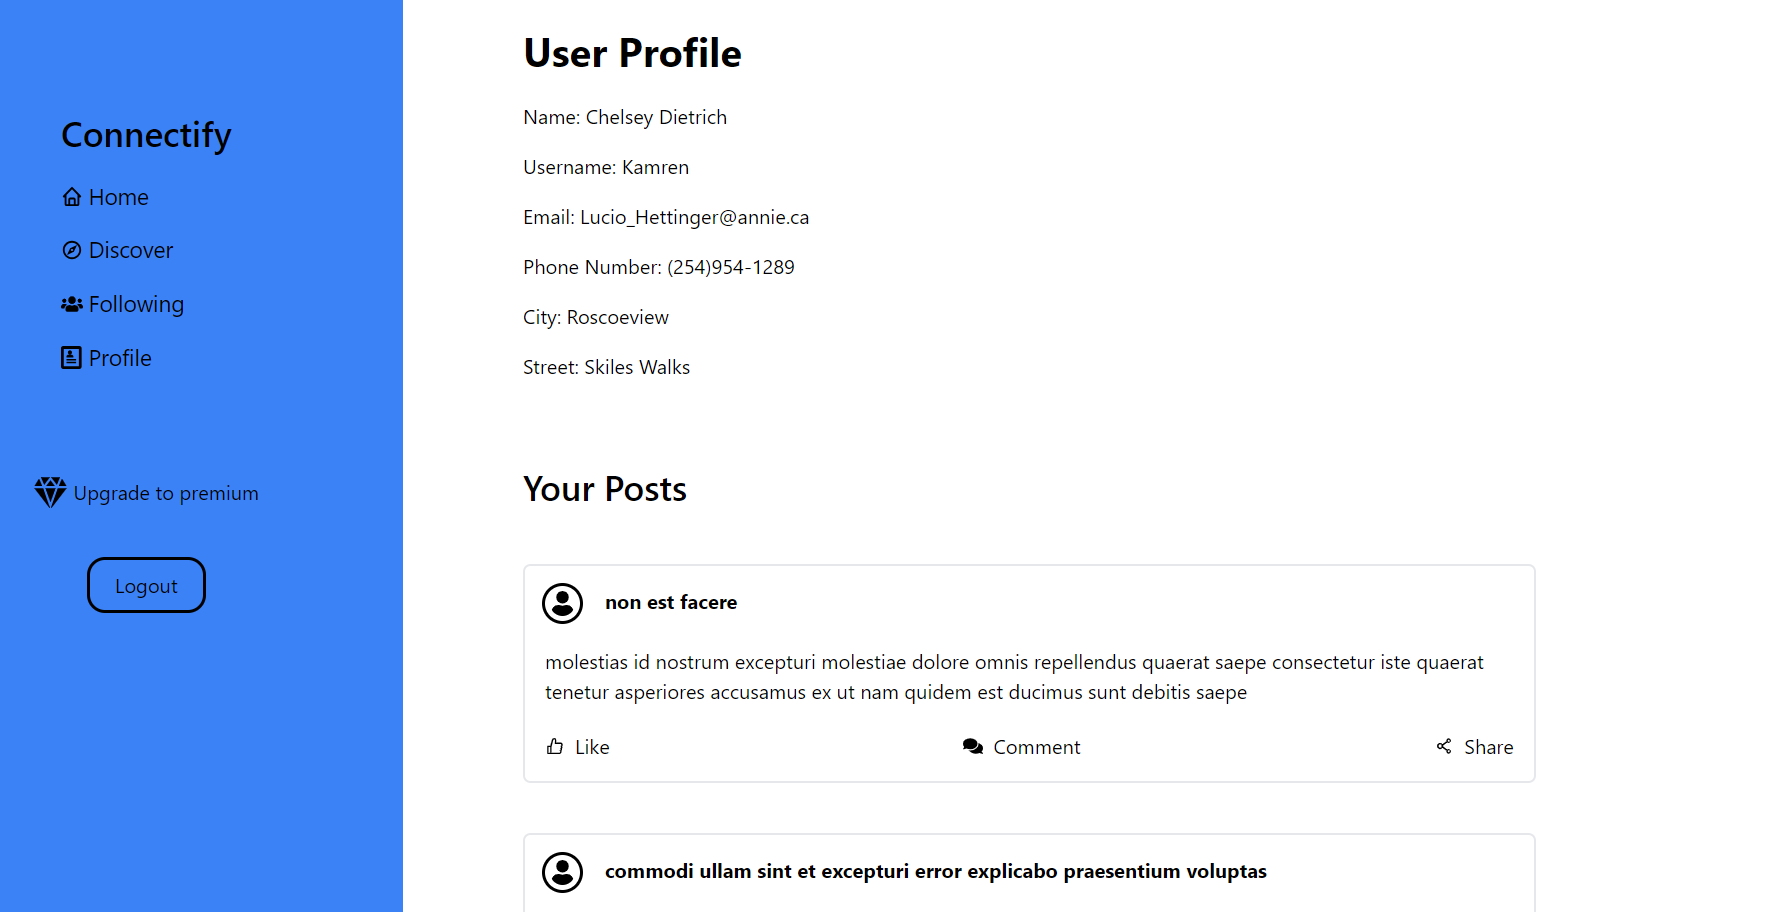 Connectify
Home
Discover
Following
Profile
Upgrade to premium
Logout
User Profile
Name: Chelsey Dietrich
Username: Kamren
Email: Lucio_Hettinger@annie.ca
Phone Number: (254)954-1289
City: Roscoeview
Street: Skiles Walks
Your Posts
non est facere
molestias id nostrum excepturi molestiae dolore omnis repellendus quaerat saepe consectetur iste quaerat
tenetur asperiores accusamus ex ut nam quidem est ducimus sunt debitis saepe
Like Comment Share
commodi ullam sint et excepturi error explicabo praesentium voluptas